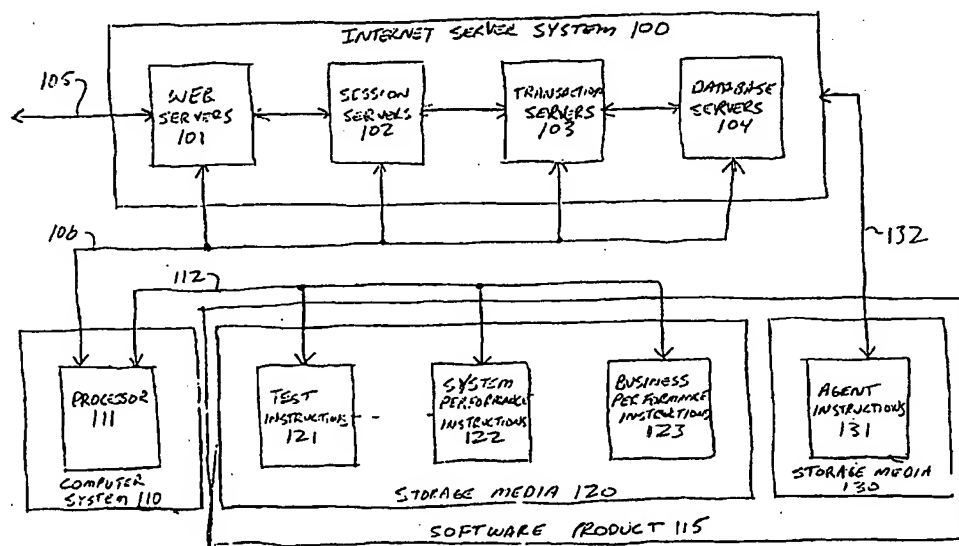 INTERNET SERVER SYSTEM 100
105
WEB
SERVERS
101
SESSION
SERVERS
102
TRANSACTION
SERVERS
103
DATABASE
SERVERS
104
106
132
112
PROCESSOR
111
COMPUTER
SYSTEM 110
TEST
INSTRUCTIONS
121
SYSTEM
PERFORMANCE
INSTRUCTIONS
122
BUSINESS
PERFORMANCE
INSTRUCTIONS
123
STORAGE MEDIA 120
AGENT
INSTRUCTIONS
131
STORAGE MEDIA
130
SOFTWARE PRODUCT 115